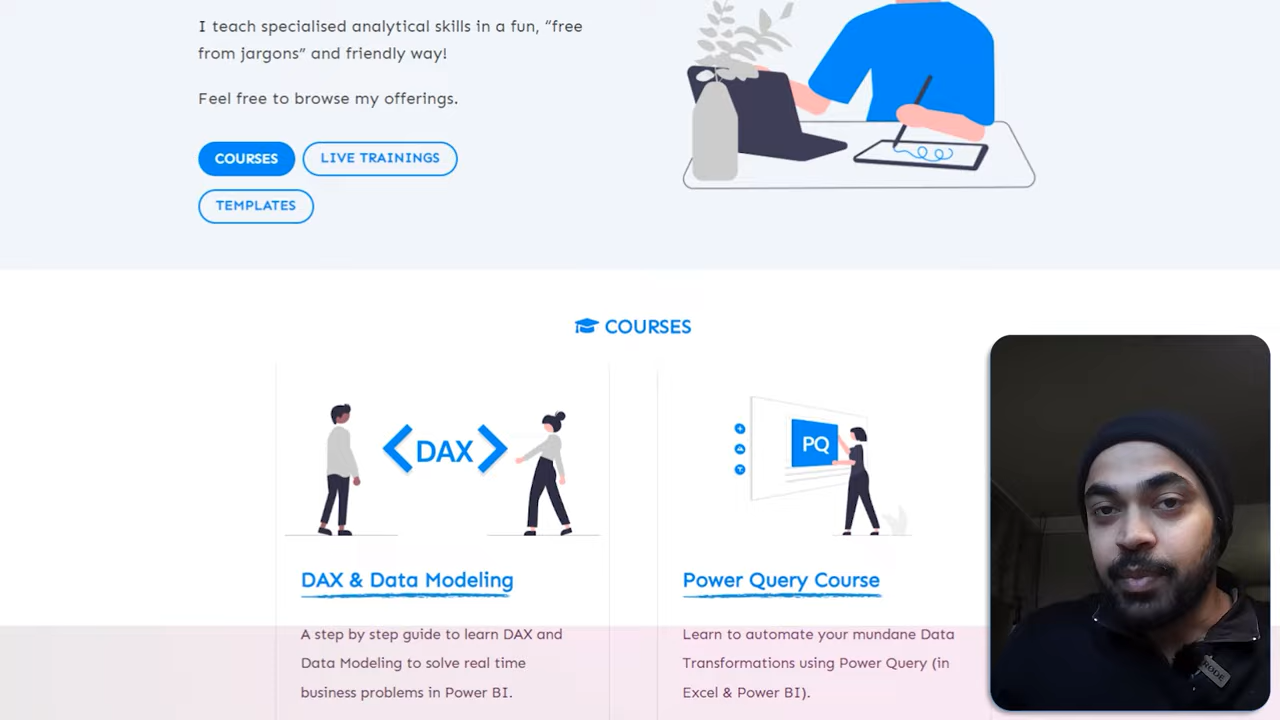 I teach specialised analytical skills in a fun, “free
from jargons” and friendly way!
Feel free to browse my offerings.
COURSES
LIVE TRAININGS
TEMPLATES
COURSES
DAX
PQ
DAX & Data Modeling
Power Query Course
A step by step guide to learn DAX and
Data Modeling to solve real time
business problems in Power BI.
Learn to automate your mundane Data
Transformations using Power Query (in
Excel & Power BI).
RODE